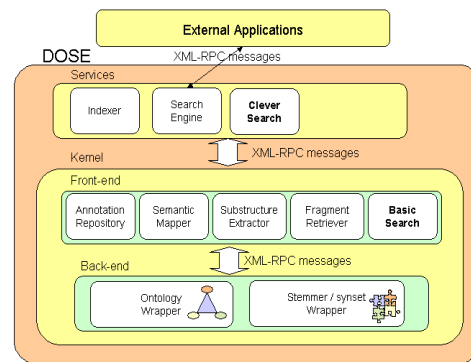 External Applications
DOSE
XML-RPC messages
Services
Indexer
Search
Engine
Clever
Search
XML-RPC messages
Kernel
Front-end
Annotation
Repository
Semantic
Mapper
Substructure
Extractor
Fragment
Retriever
Basic
Search
XML-RPC messages
Back-end
Ontology
Wrapper
Stemmer / synset
Wrapper